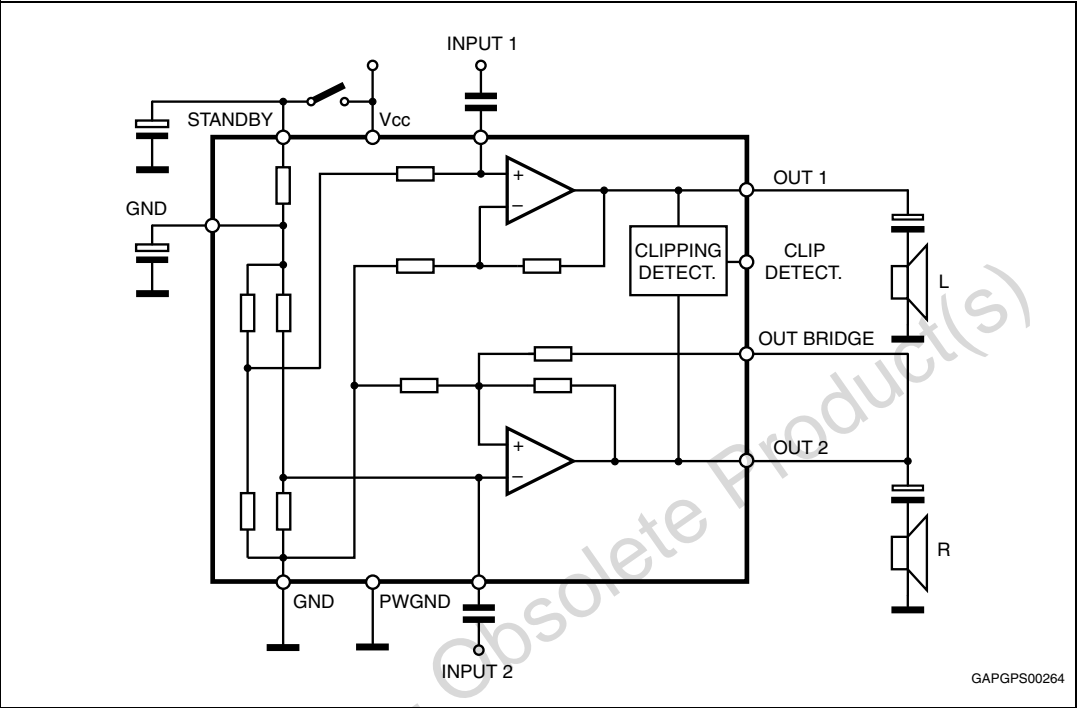 INPUT 1
STANDBY
Vcc
GND
+
−
OUT 1
CLIPPING
DETECT.
CLIP
DETECT.
L
OUT BRIDGE
+
−
OUT 2
R
GND
PWGND
INPUT 2
GAPGPS00264
Obsolete Product(s)